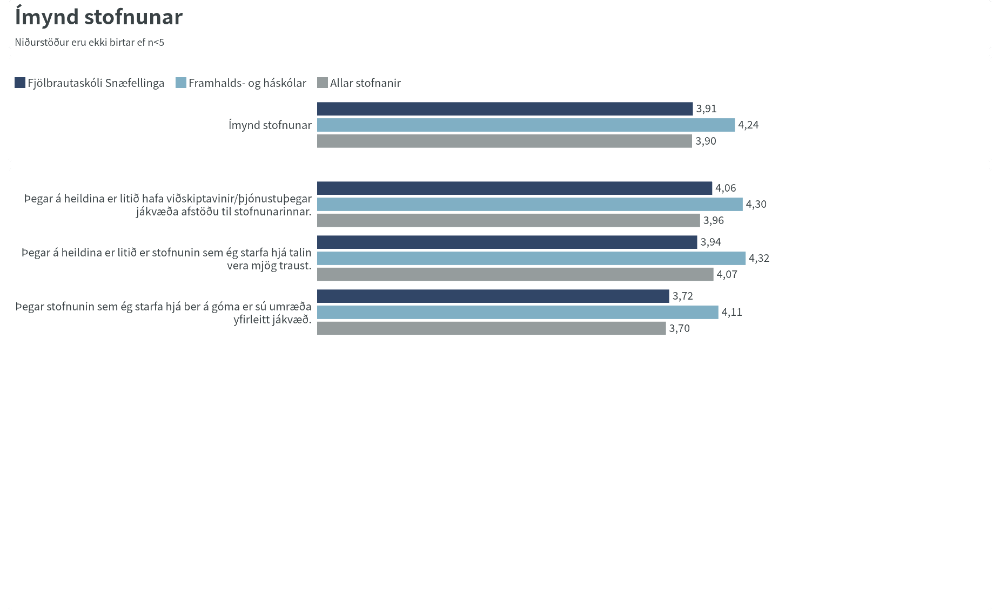 Ímynd stofnunar
Niðurstöður eru ekki birtar ef n<5
Fjölbrautaskóli Snæfellinga Framhalds- og háskólar Allar stofnanir
Ímynd stofnunar
3,91
4,24
3,90
Þegar á heildina er litið hafa viðskiptavinir/þjónustuþegar
jákvæða afstöðu til stofnunarinnar.
4,06
4,30
3,96
Þegar á heildina er litið er stofnunin sem ég starfa hjá talin
vera mjög traust.
3,94
4,32
4,07
Þegar stofnunin sem ég starfa hjá ber á góma er sú umræða
yfirleitt jákvæð.
3,72
4,11
3,70